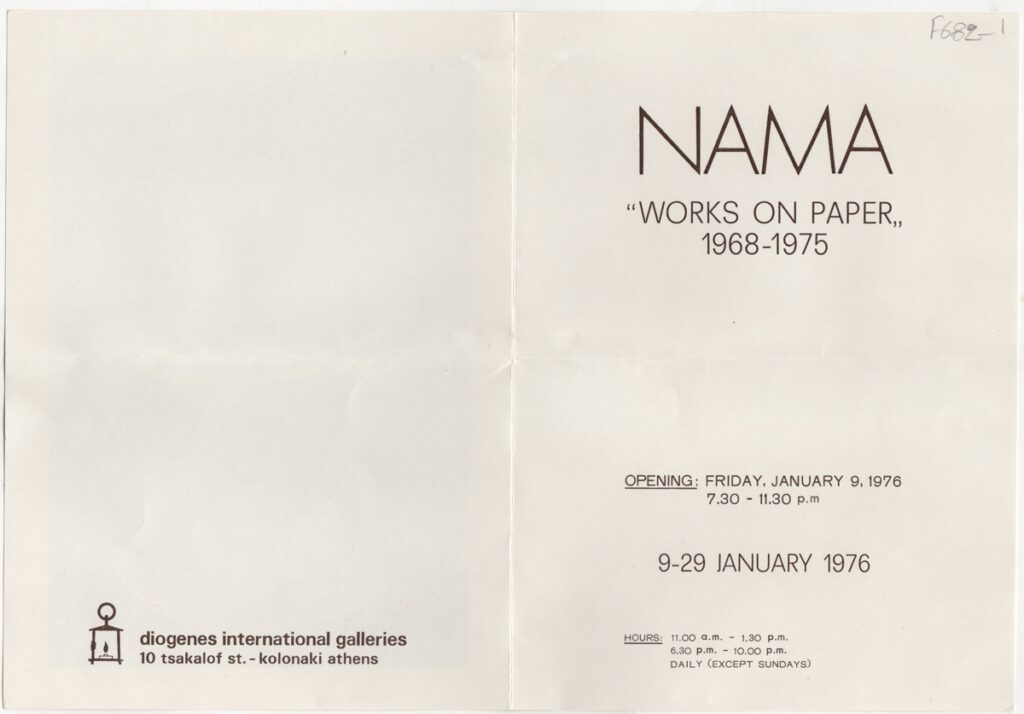 diogenes international galleries
10 tsakalof st. - kolonaki athens
F682-1
NAMA
“WORKS ON PAPER„
1968-1975
OPENING: FRIDAY, JANUARY 9, 1976
7.30 - 11.30 p.m
9-29 JANUARY 1976
HOURS: 11.00 a.m. - 1.30 p.m.
6.30 p.m. - 10.00 p.m.
DAILY (EXCEPT SUNDAYS)